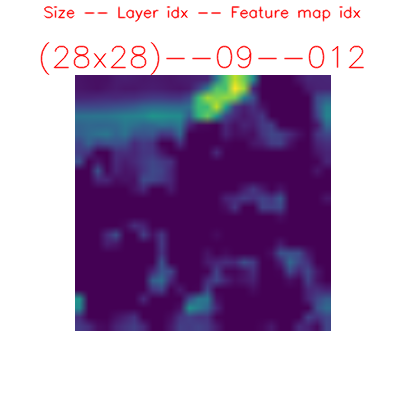 Size -- Layer idx -- Feature map idx
(28x28)--09--012